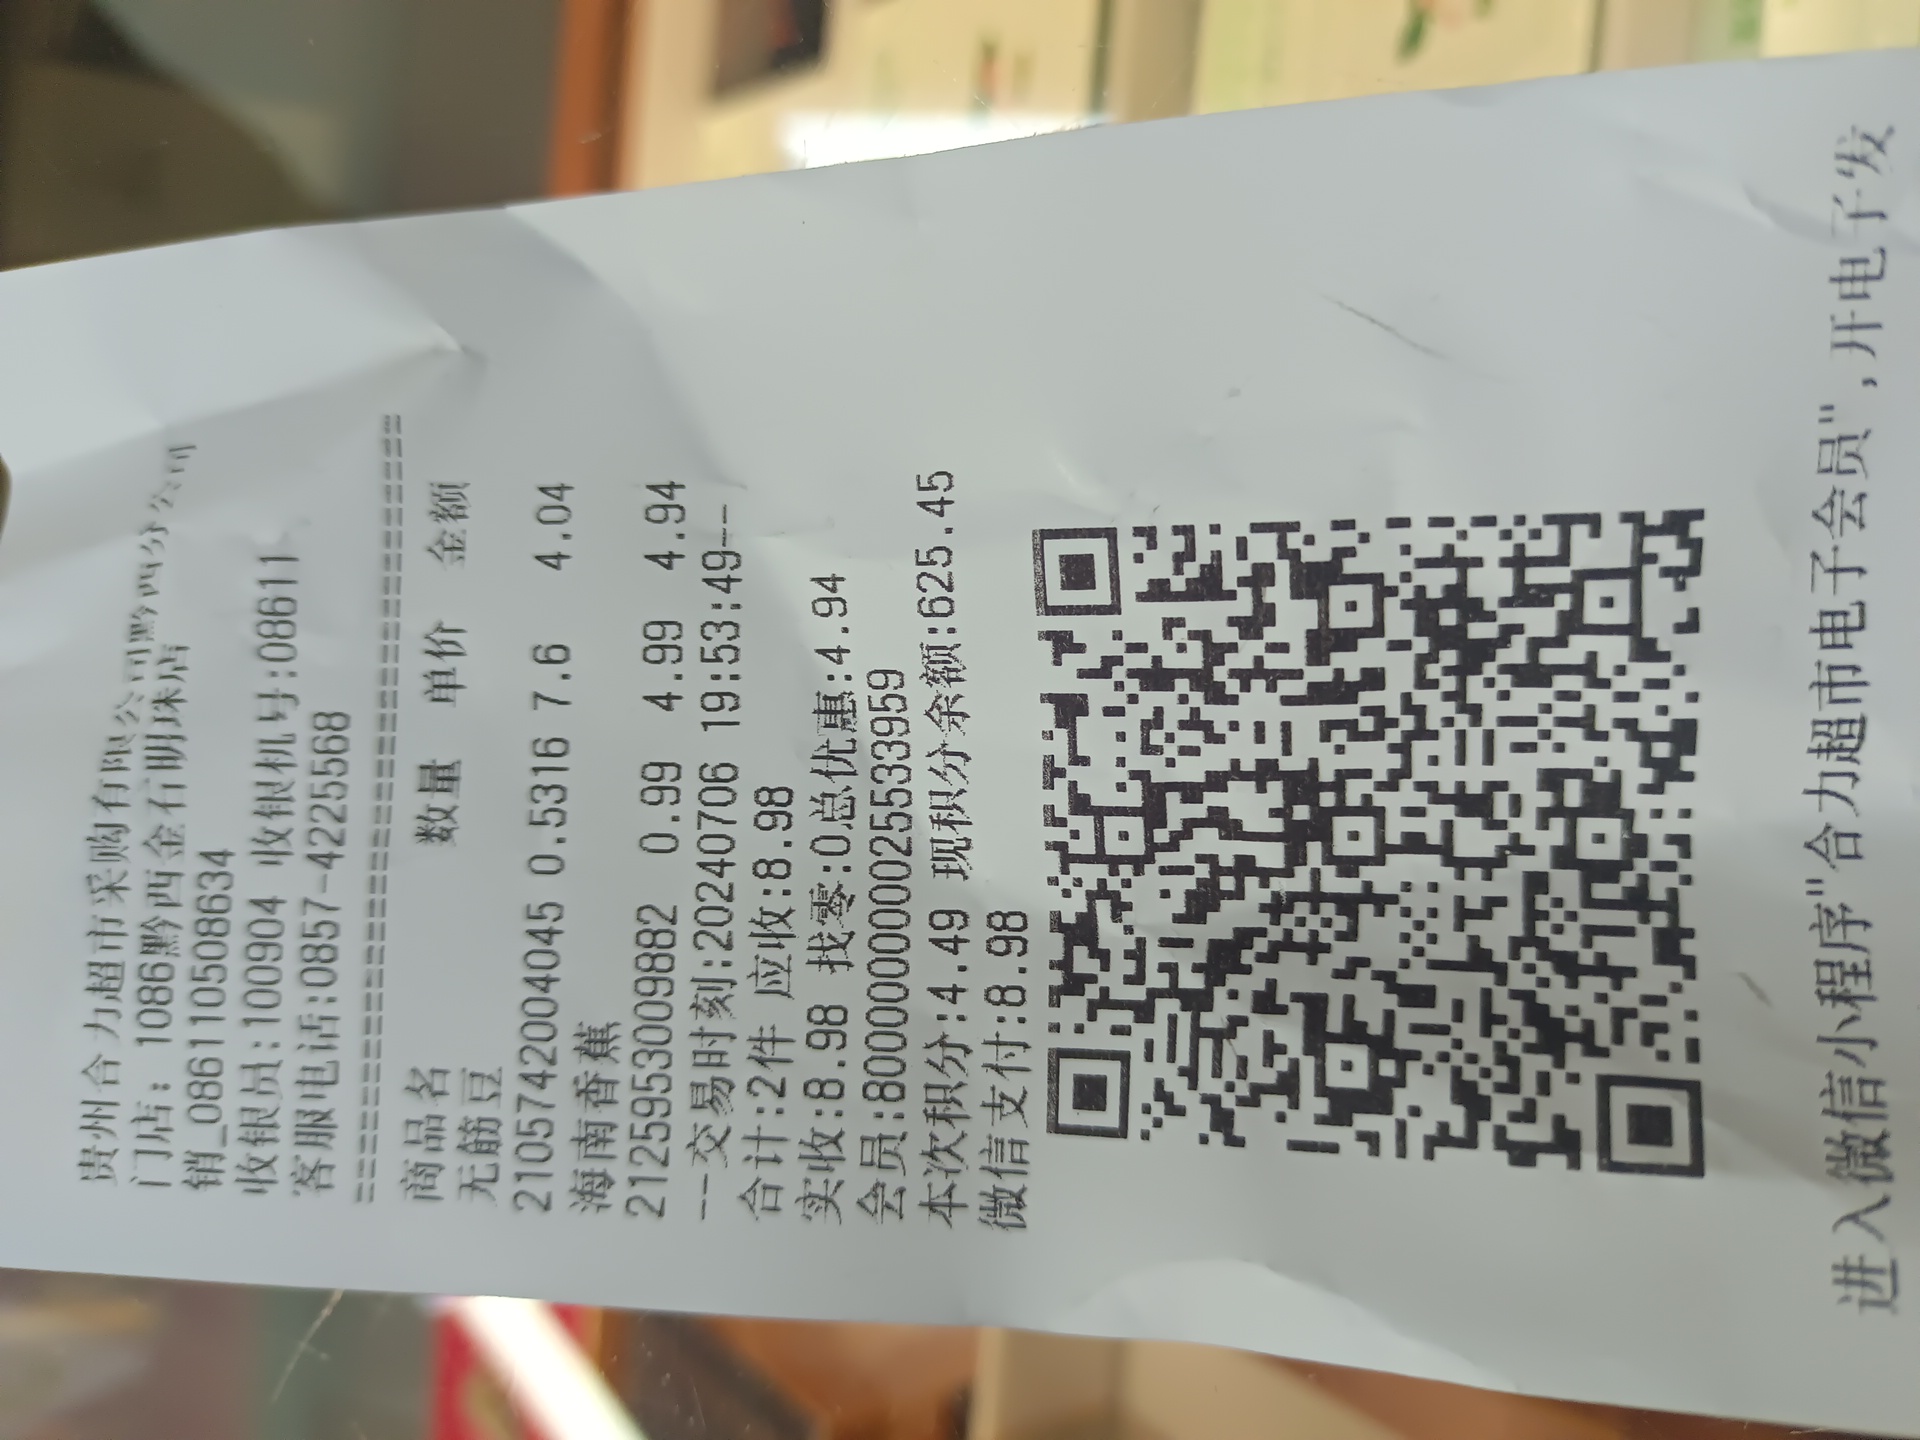 贵州合力超市采购有限公司黔西分公司
门店: 1086黔西金石明珠店
销_086110508634
收银员:100904 收银机号:08611
客服电话:0857-4225568
================================
商品名 数量 单价 金额
无筋豆
2105742004045 0.5316 7.6 4.04
海南香蕉
2125953009882 0.99 4.99 4.94
--交易时刻:20240706 19:53:49--
合计:2件 应收:8.98
实收:8.98 找零:0总优惠:4.94
会员:8000000002553395​9
本次积分:4.49 现积分余额:625.45
微信支付:8.98
进入微信小程序"合力超市电子会员",开电子发